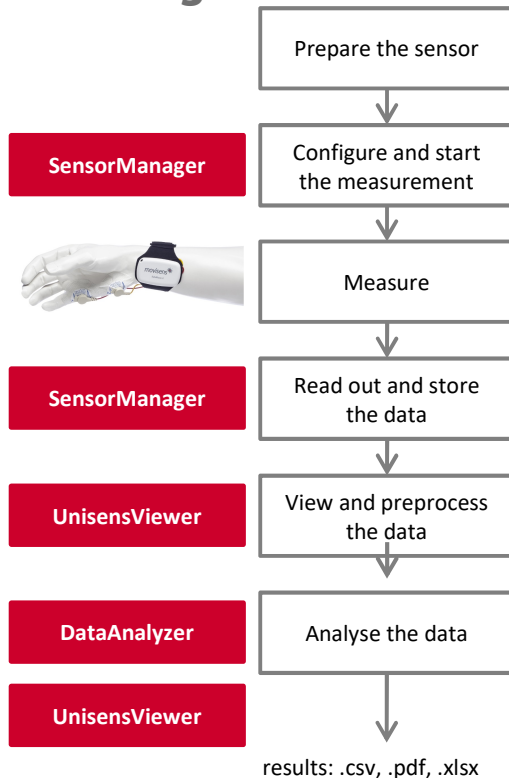 Prepare the sensor
SensorManager
Configure and start
the measurement
movisens
Measure
SensorManager
Read out and store
the data
UnisensViewer
View and preprocess
the data
DataAnalyzer
Analyse the data
UnisensViewer
results: .csv, .pdf, .xlsx